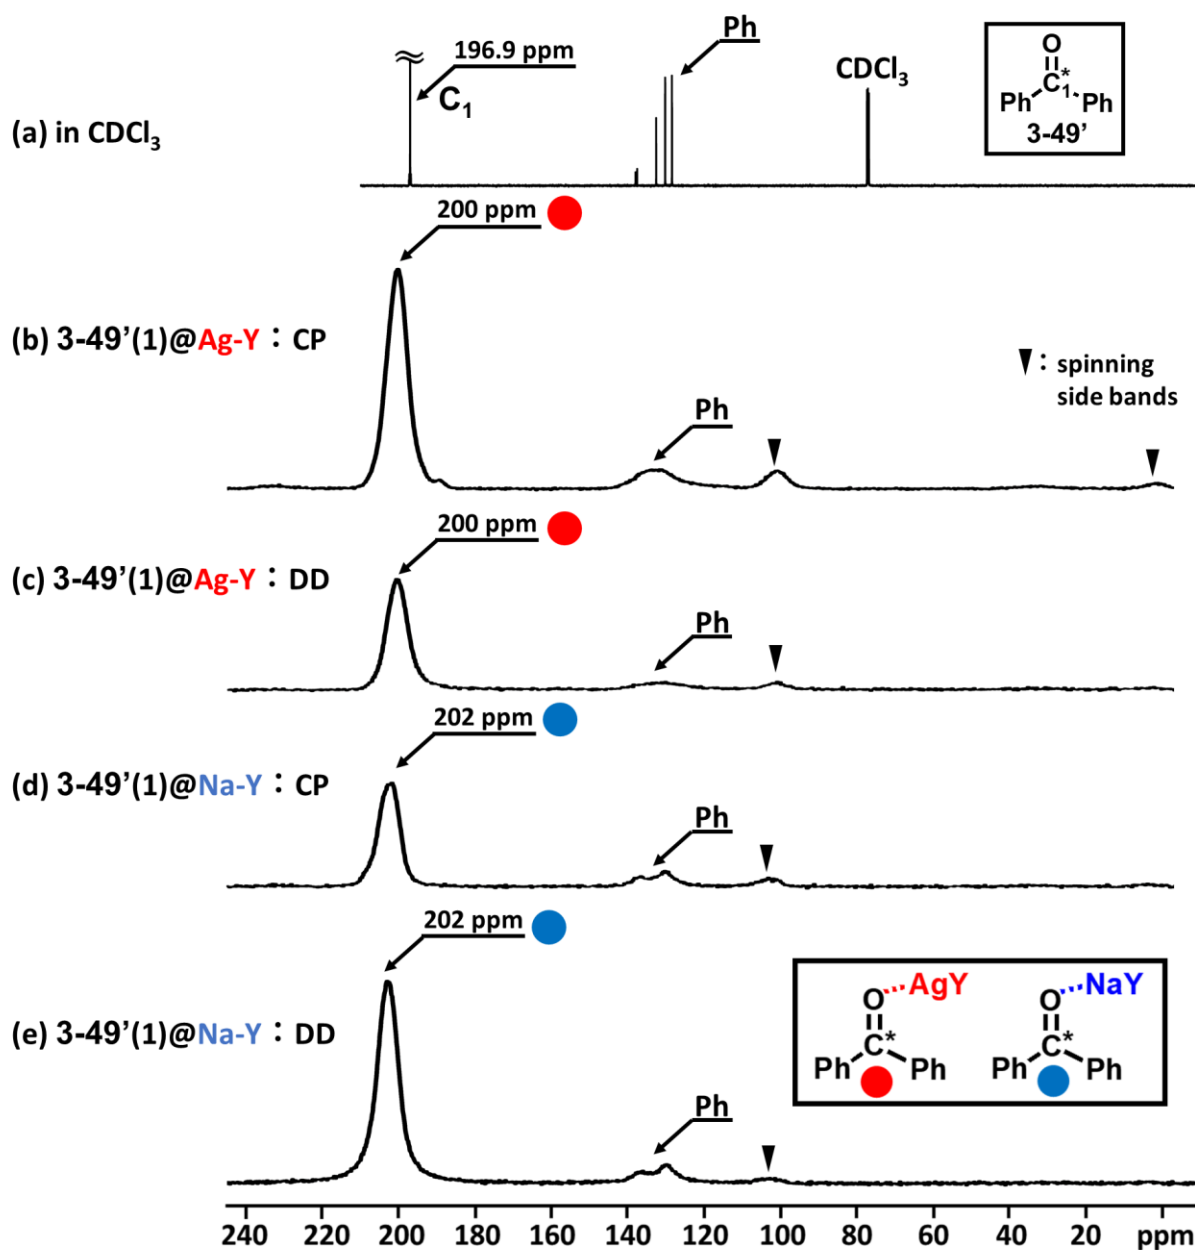 Ph
196.9 ppm
C1
CDCl3
O
C1*
Ph Ph
3-49'
(a) in CDCl3
200 ppm
(b) 3-49'(1)@Ag-Y : CP
Ph
: spinning
side bands
200 ppm
(c) 3-49'(1)@Ag-Y : DD
Ph
202 ppm
(d) 3-49'(1)@Na-Y : CP
Ph
202 ppm
(e) 3-49'(1)@Na-Y : DD
Ph
O AgY
C*
Ph Ph
O NaY
C*
Ph Ph
240 220 200 180 160 140 120 100 80 60 40 20 ppm